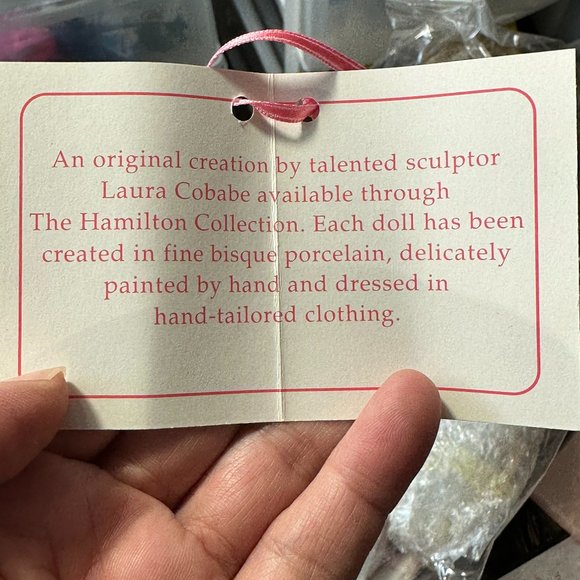 An original creation by talented sculptor
Laura Cobabe available through
The Hamilton Collection. Each doll has been
created in fine bisque porcelain, delicately
painted by hand and dressed in
hand-tailored clothing.